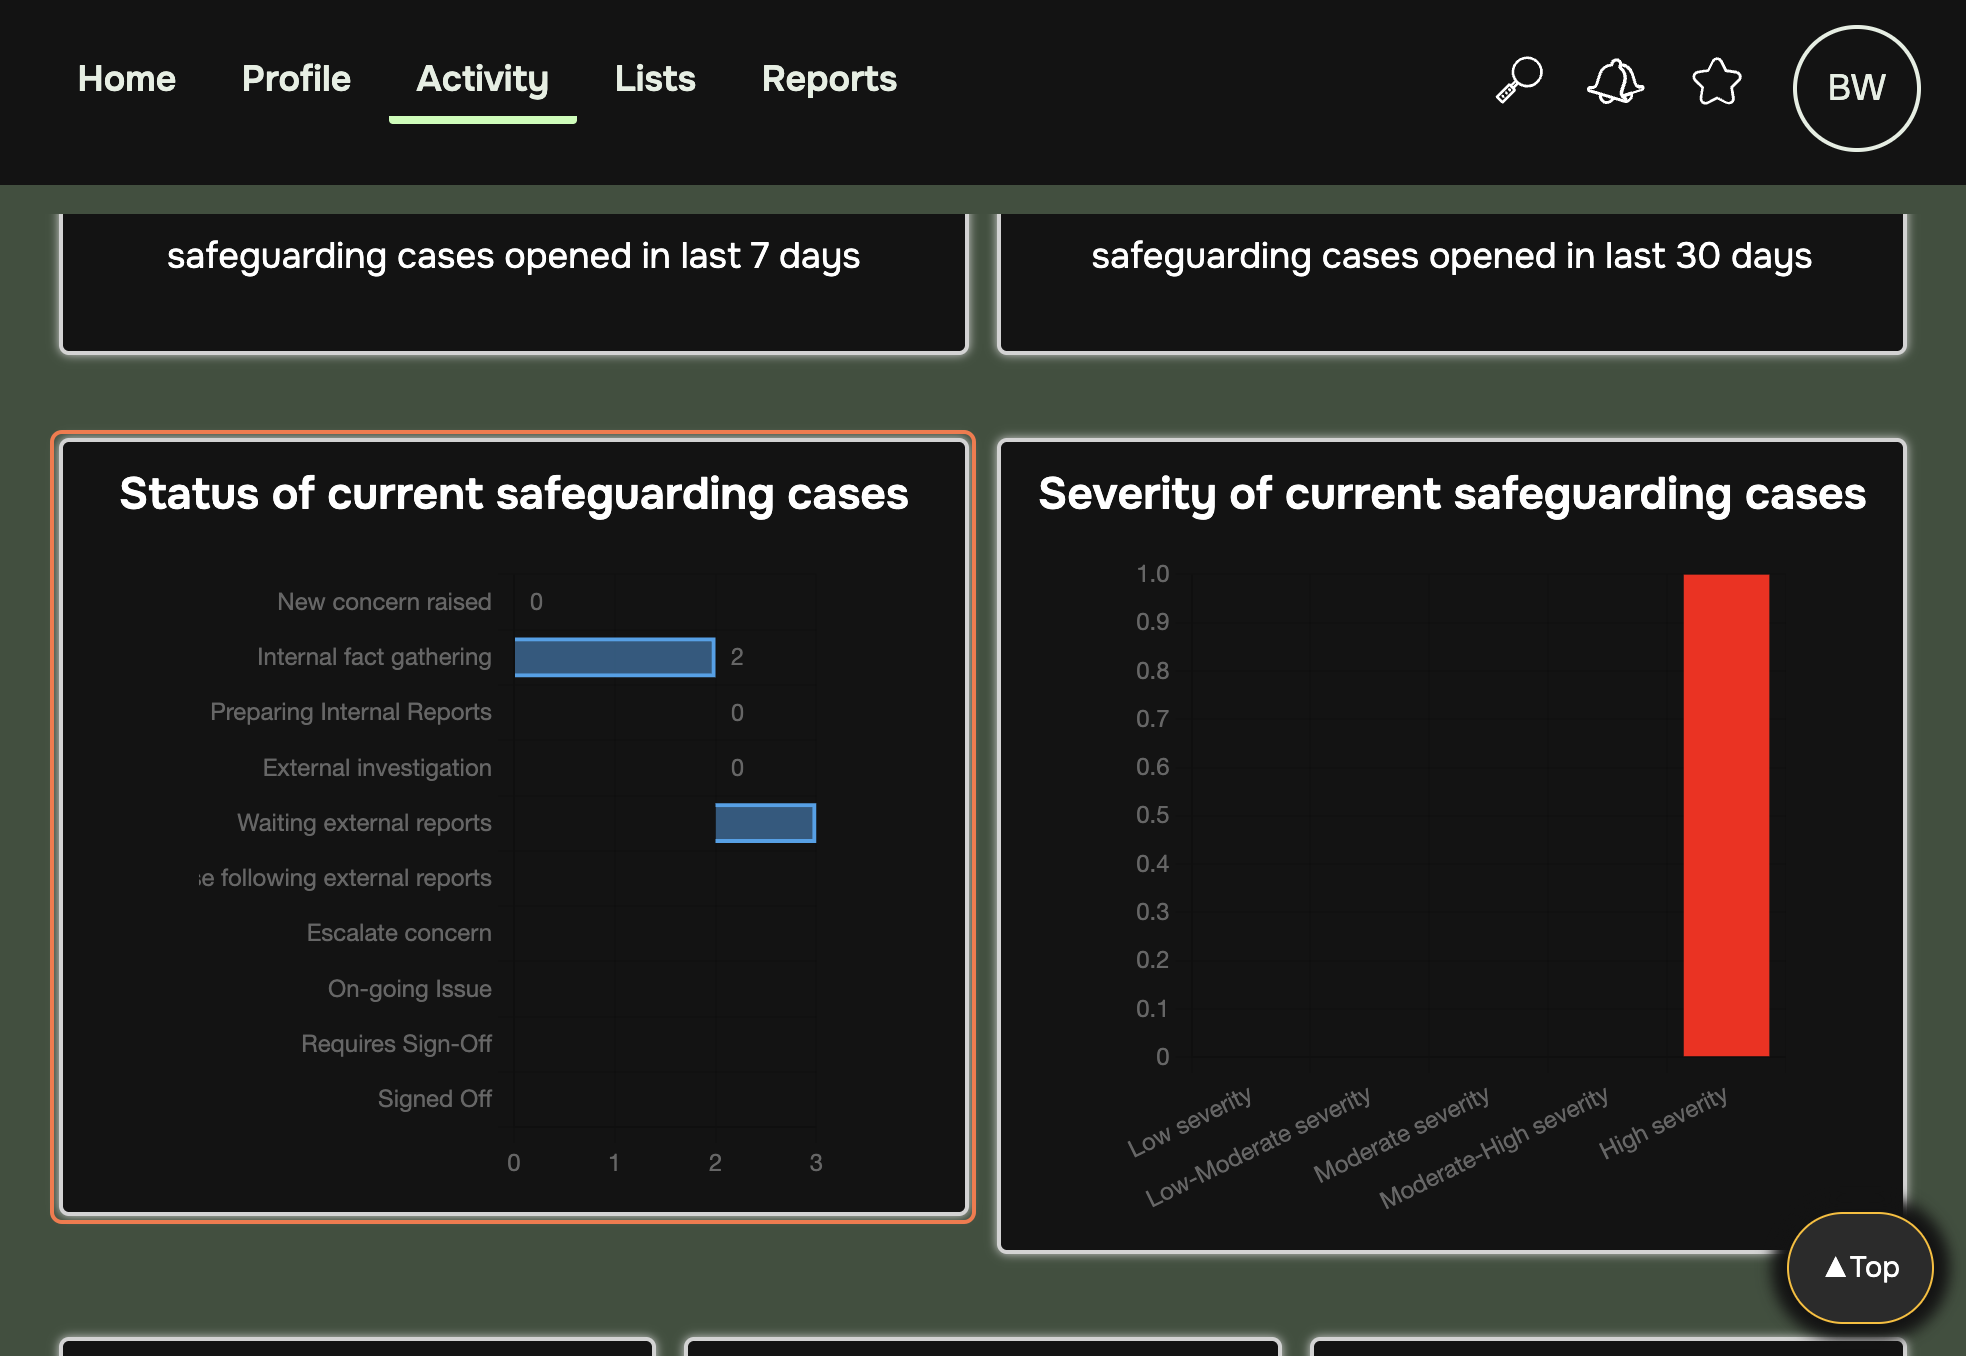 Home Profile Activity Lists Reports
BW
safeguarding cases opened in last 7 days
safeguarding cases opened in last 30 days
Status of current safeguarding cases
New concern raised 0
Internal fact gathering 2
Preparing Internal Reports 0
External investigation 0
Waiting external reports
e following external reports
Escalate concern
On-going Issue
Requires Sign-Off
Signed Off
0 1 2 3
Severity of current safeguarding cases
1.0
0.9
0.8
0.7
0.6
0.5
0.4
0.3
0.2
0.1
0
Low severity
Low-Moderate severity
Moderate severity
Moderate-High severity
High severity
▲Top